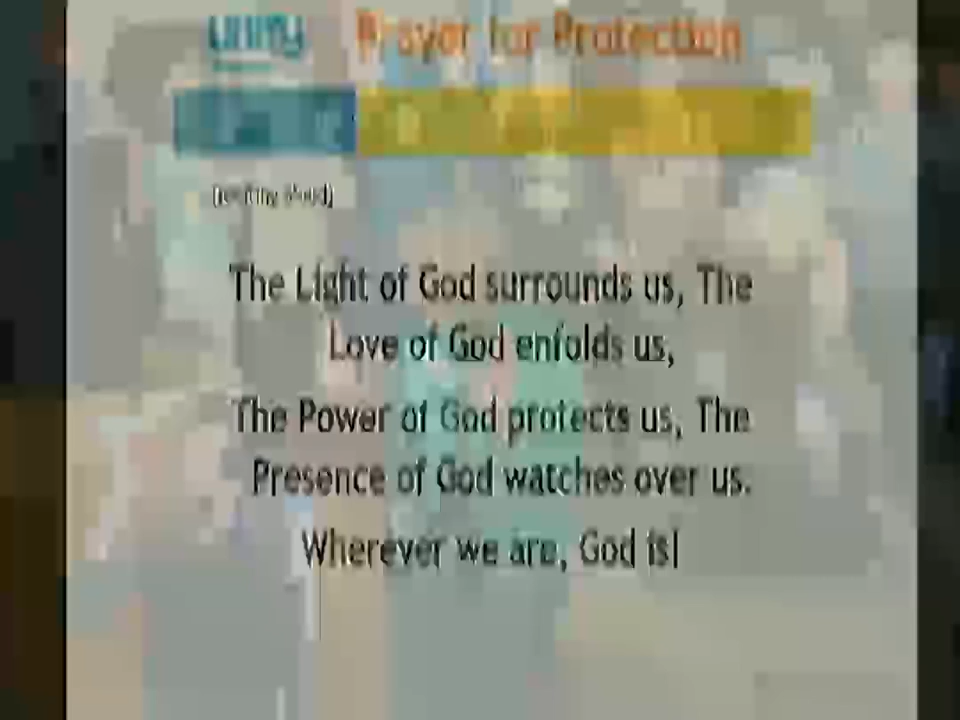 unity Prayer for Protection
The Light of God surrounds us, The
Love of God enfolds us,
The Power of God protects us, The
Presence of God watches over us.
Wherever we are, God is!